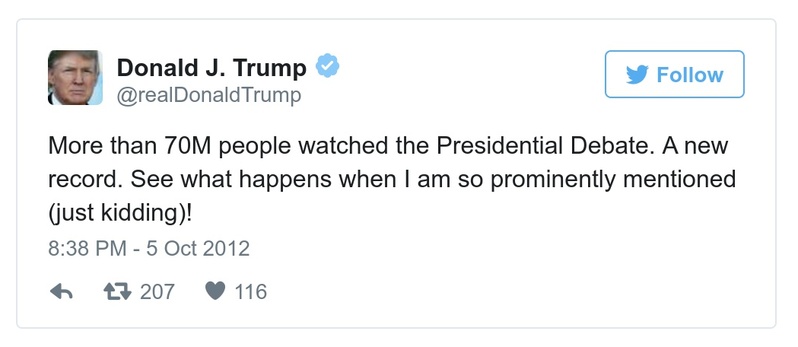 Donald J. Trump
@realDonaldTrump
Follow
More than 70M people watched the Presidential Debate. A new
record. See what happens when I am so prominently mentioned
(just kidding)!
8:38 PM - 5 Oct 2012
207 116